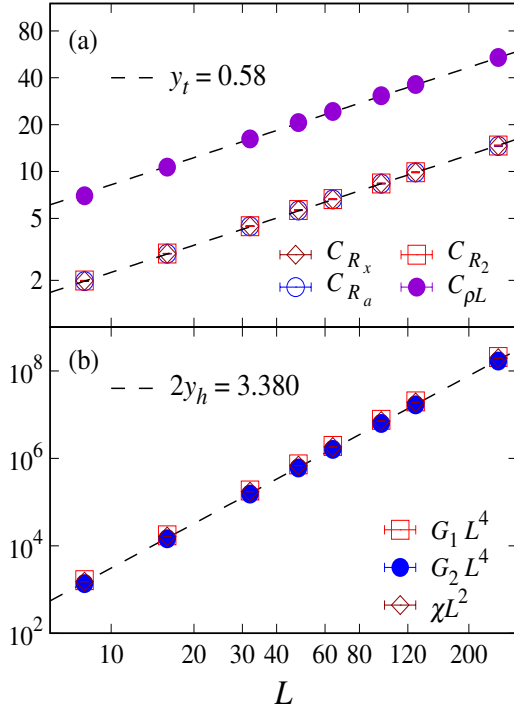 (a)
y_t = 0.58
80
40
20
10
5
2
C_{R_x} C_{R_2}
C_{R_a} C_{ρL}
(b)
2y_h = 3.380
10^8
10^6
10^4
10^2
G_1 L^4
G_2 L^4
χL^2
10 20 30 40 60 80 120 200
L